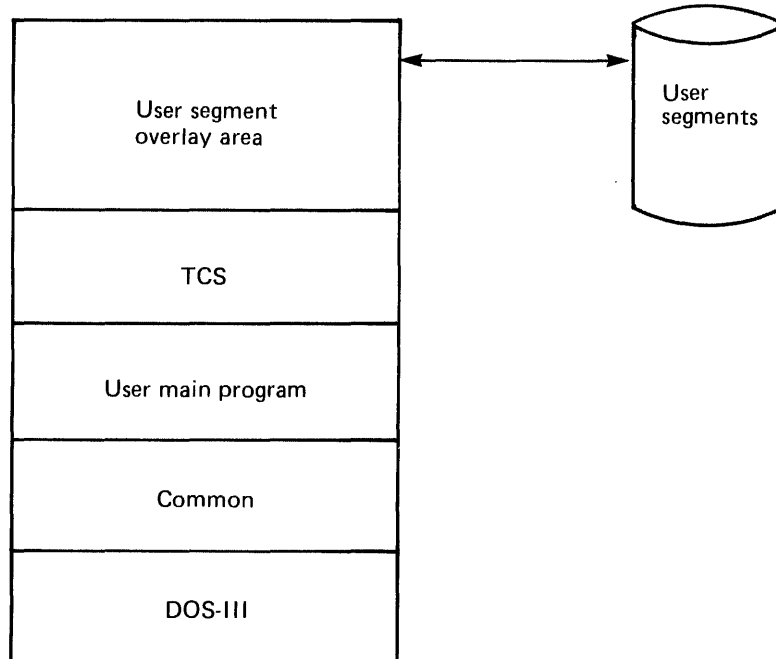 User segment
overlay area
User
segments
TCS
User main program
Common
DOS-III